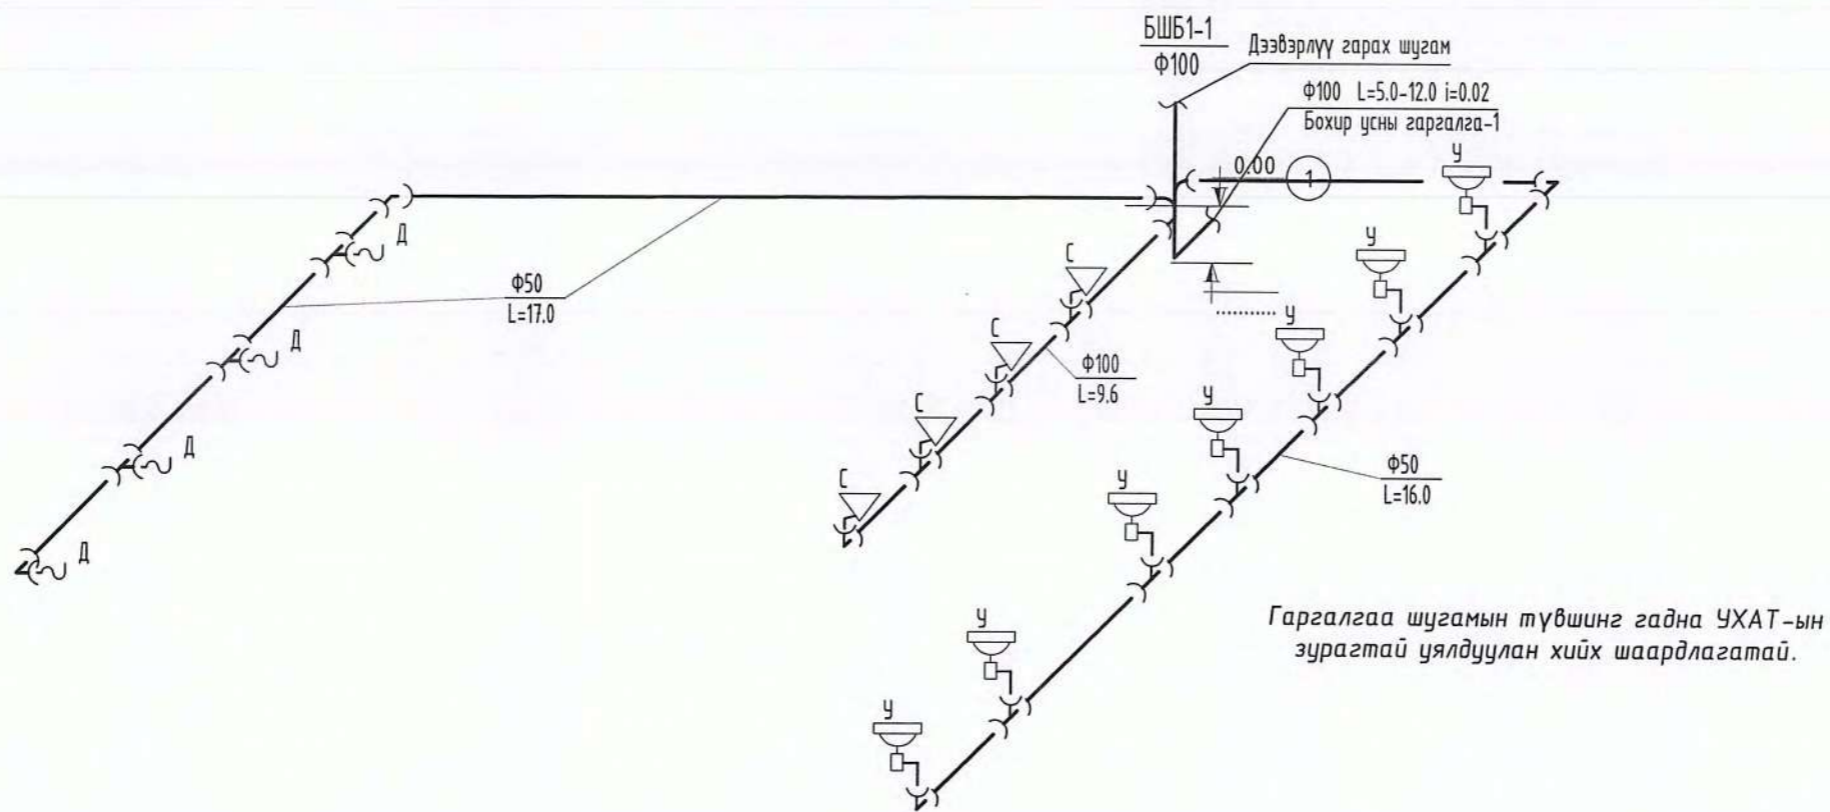 БШБ1-1
Ф100
Дээвэрлүү гарах шугам
Ф100 L=5.0-12.0 i=0.02
Бохир усны гаргалга-1
0.00
1
У
Д
У
С
Ф50
L=17.0
У
Д
С
Ф100
L=9.6
У
С
Д
Ф50
L=16.0
У
С
Д
Гаргалгаа шугамын түвшинг гадна УХАТ-ын
зурагтай уялдуулан хийх шаардлагатай.
У
У